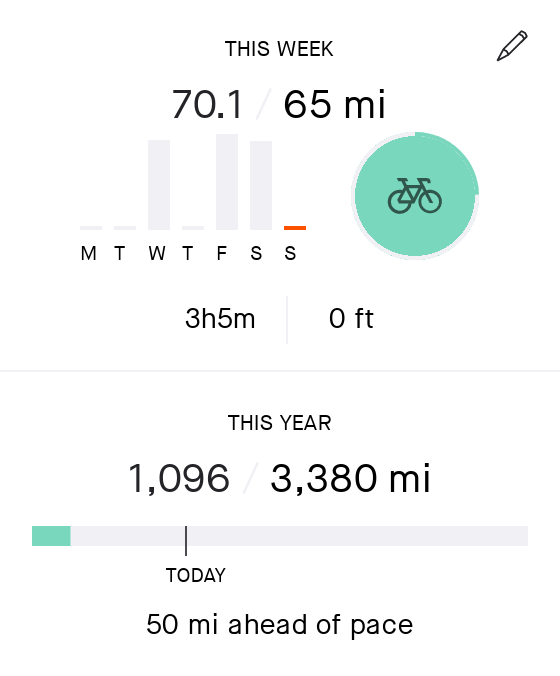 THIS WEEK
70.1 / 65 mi
M T W T F S S
3h5m 0 ft
THIS YEAR
1,096 / 3,380 mi
TODAY
50 mi ahead of pace